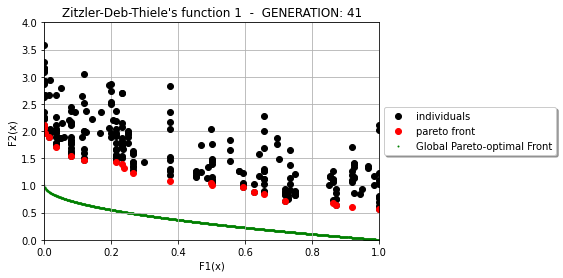 Zitzler-Deb-Thiele's function 1 - GENERATION: 41
4.0
3.5
3.0
2.5
2.0
1.5
1.0
0.5
0.0
F2(x)
0.0 0.2 0.4 0.6 0.8 1.0
F1(x)
individuals
pareto front
Global Pareto-optimal Front